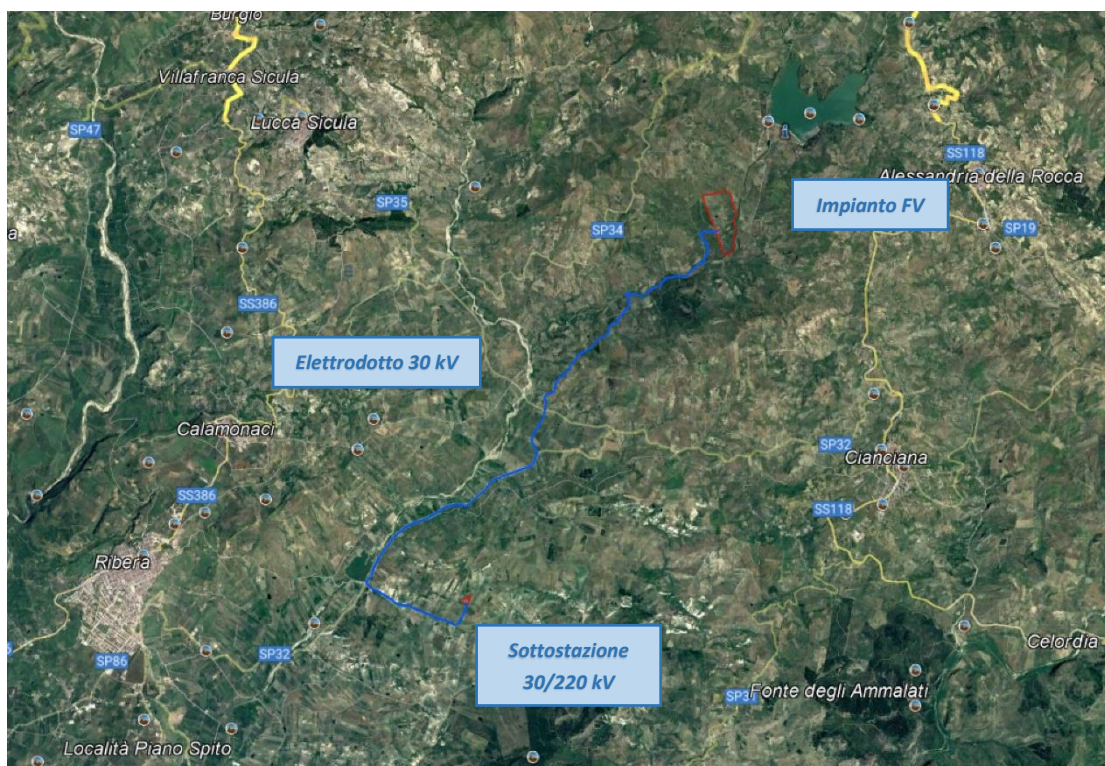 Burgio
Villafranca Sicula
Lucca Sicula
SP47
SS118
Alessandria della Rocca
SP35
Impianto FV
SP34
SP19
a
SS386
Elettrodotto 30 kV
Calamonaci
SP32
Cianciana
SS386
SS118
Ribera
Sottostazione
30/220 kV
SP32
Celordia
SP86
Fonte degli Ammalati
Località Piano Spito